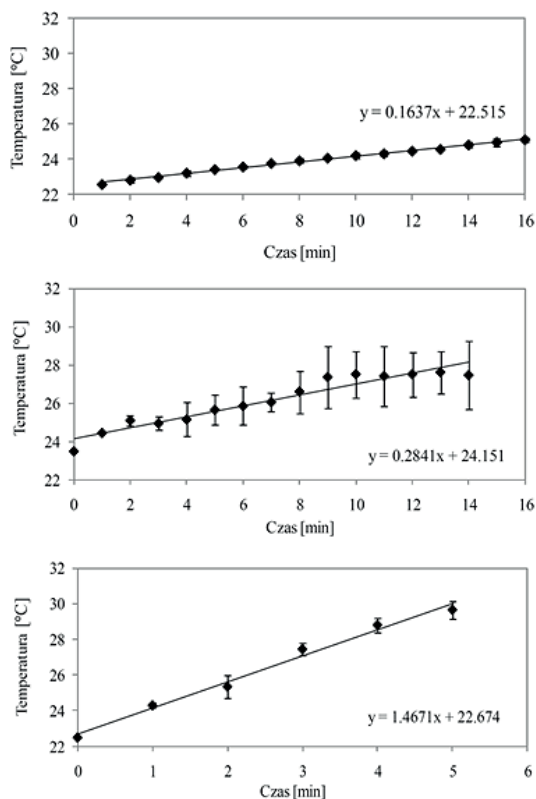 32
30
28
26
24
22
Temperatura [°C]
y = 0.1637x + 22.515
0 2 4 6 8 10 12 14 16
Czas [min]
32
30
28
26
24
22
Temperatura [°C]
y = 0.2841x + 24.151
0 2 4 6 8 10 12 14 16
Czas [min]
32
30
28
26
24
22
Temperatura [°C]
y = 1.4671x + 22.674
0 1 2 3 4 5 6
Czas [min]